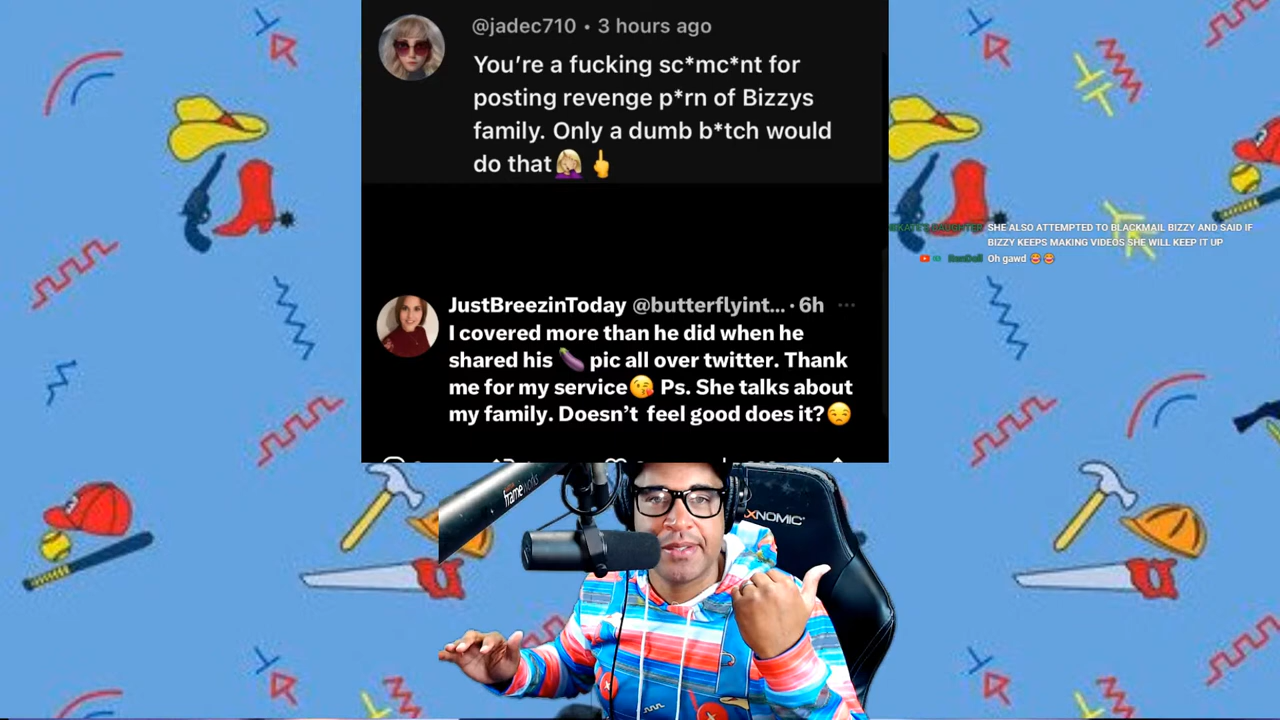 @jadec710 • 3 hours ago
You're a fucking sc*mc*nt for
posting revenge p*rn of Bizzys
family. Only a dumb b*tch would
do that🤦🏼‍♀️🖕
SHE ALSO ATTEMPTED TO BLACKMAIL BIZZY AND SAID IF
BIZZY KEEPS MAKING VIDEOS SHE WILL KEEP IT UP
Oh gawd 🥰🥰
JustBreezinToday @butterflyint... · 6h ...
I covered more than he did when he
shared his 🍆 pic all over twitter. Thank
me for my service😘 Ps. She talks about
my family. Doesn't feel good does it?😒
frameworks
XNOMIC